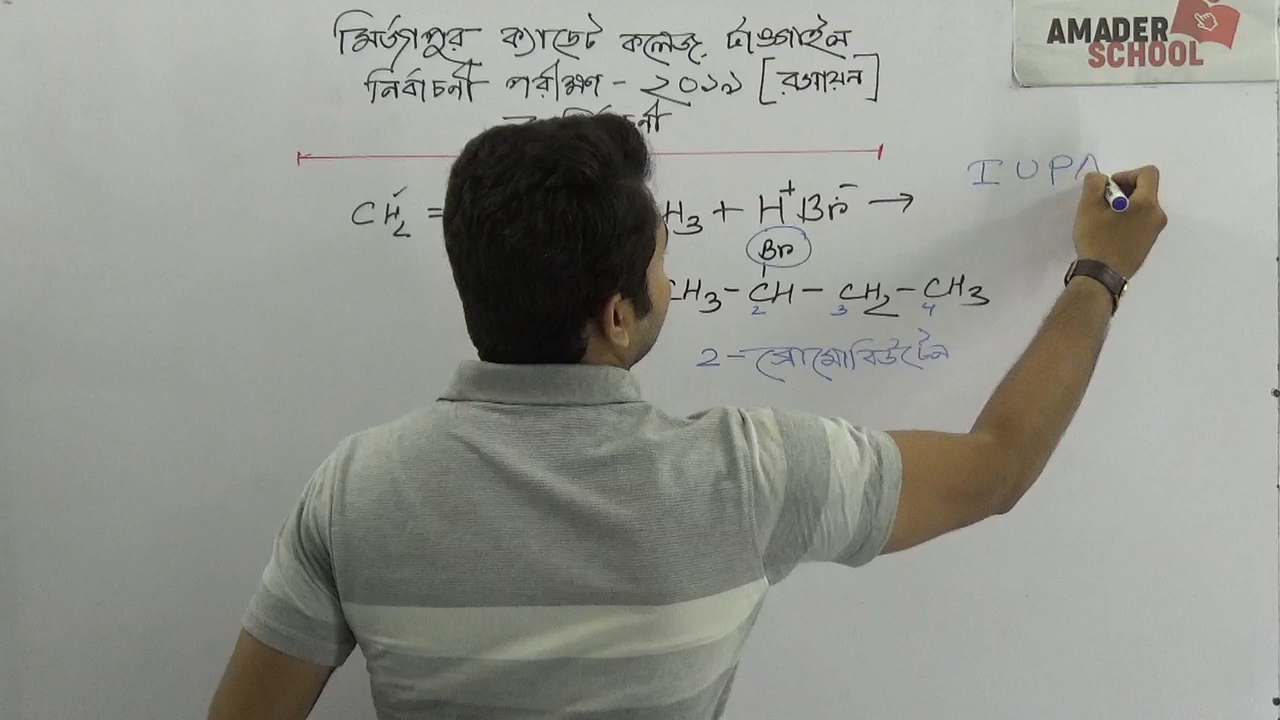 মির্জাপুর ক্যাডেট কলেজ, টাঙ্গাইল
নির্বাচনী পরীক্ষা - ২০১৯ [রসায়ন]
নী
AMADER
SCHOOL
IUPA
CH₂ = H₃ + H⁺Br⁻ →
Br
CH₃ - CH - CH₂ - CH₃
2 3 4
2-ব্রোমোবিউটেন